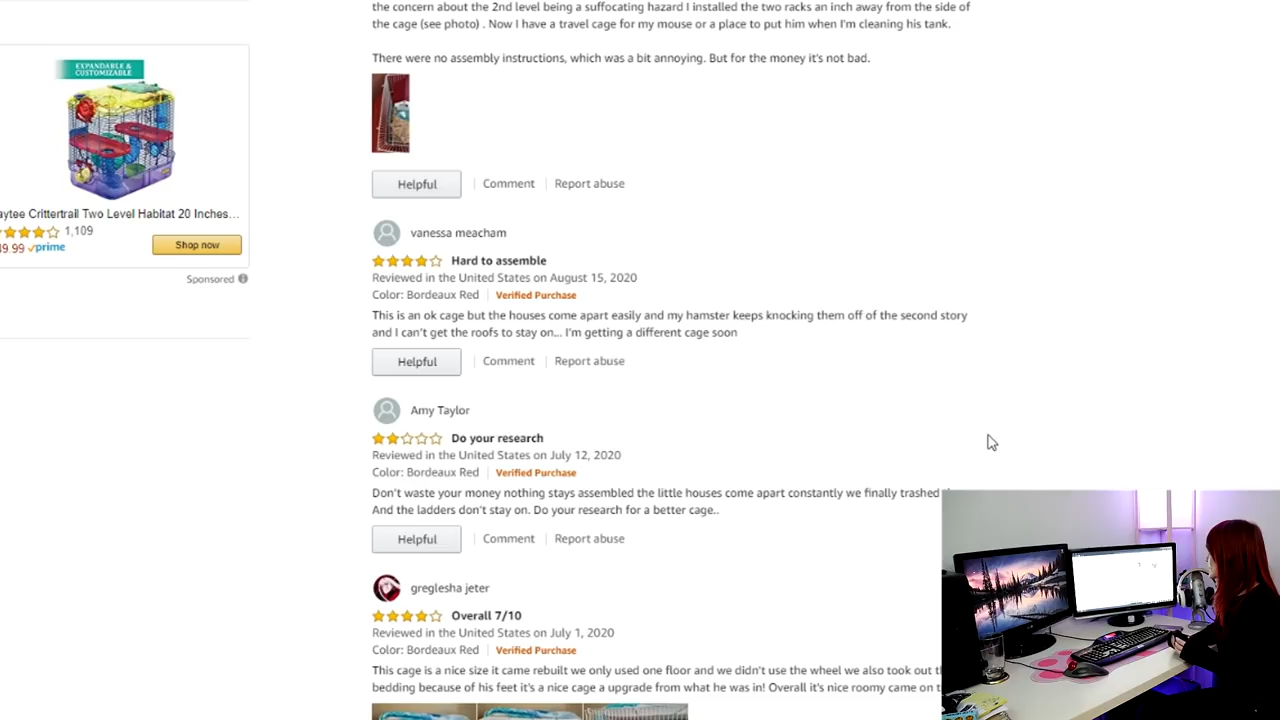 the concern about the 2nd level being a suffocating hazard I installed the two racks an inch away from the side of
the cage (see photo) . Now I have a travel cage for my mouse or a place to put him when I'm cleaning his tank.
There were no assembly instructions, which was a bit annoying. But for the money it's not bad.
Helpful
Comment
Report abuse
EXPANDABLE &
CUSTOMIZABLE
aytee Crittertrail Two Level Habitat 20 Inches...
1,109
49.99 prime
Shop now
Sponsored
vanessa meacham
Hard to assemble
Reviewed in the United States on August 15, 2020
Color: Bordeaux Red
Verified Purchase
This is an ok cage but the houses come apart easily and my hamster keeps knocking them off of the second story
and I can't get the roofs to stay on... I'm getting a different cage soon
Helpful
Comment
Report abuse
Amy Taylor
Do your research
Reviewed in the United States on July 12, 2020
Color: Bordeaux Red
Verified Purchase
Don't waste your money nothing stays assembled the little houses come apart constantly we finally trashed
And the ladders don't stay on. Do your research for a better cage..
Helpful
Comment
Report abuse
greglesha jeter
Overall 7/10
Reviewed in the United States on July 1, 2020
Color: Bordeaux Red
Verified Purchase
This cage is a nice size it came rebuilt we only used one floor and we didn't use the wheel we also took out
bedding because of his feet it's a nice cage a upgrade from what he was in! Overall it's nice roomy came on